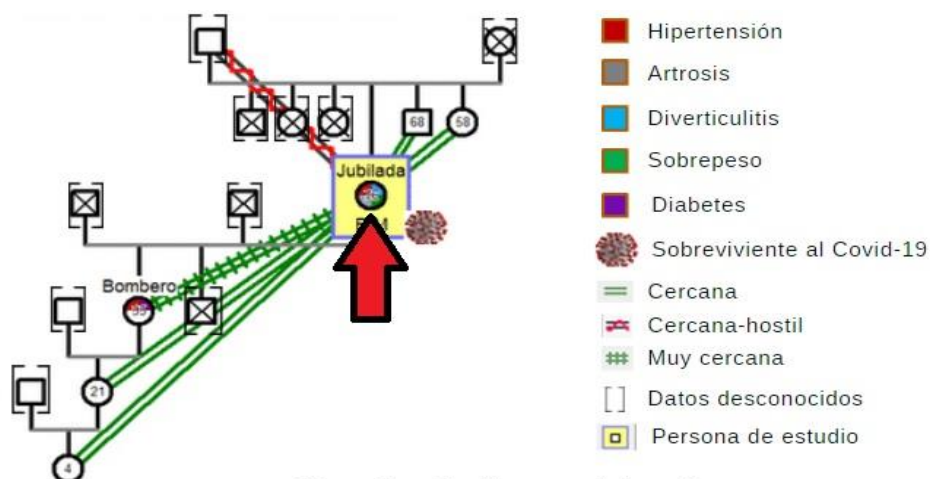 Hipertensión
Artrosis
Diverticulitis
Sobrepeso
Diabetes
Sobreviviente al Covid-19
Cercana
Cercana-hostil
Muy cercana
Datos desconocidos
Persona de estudio
68
58
Jubilada
Bombero
21
4